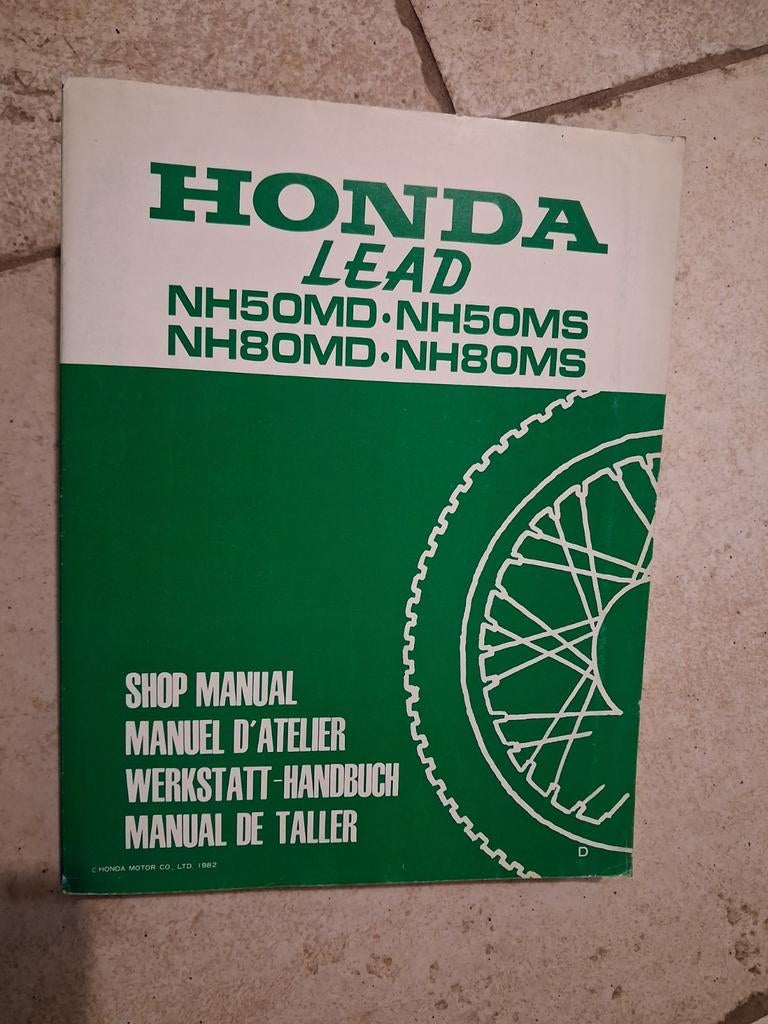 HONDA
LEAD
NH50MD·NH50MS
NH80MD·NH80MS
SHOP MANUAL
MANUEL D'ATELIER
WERKSTATT-HANDBUCH
MANUAL DE TALLER
D
© HONDA MOTOR CO., LTD. 1982